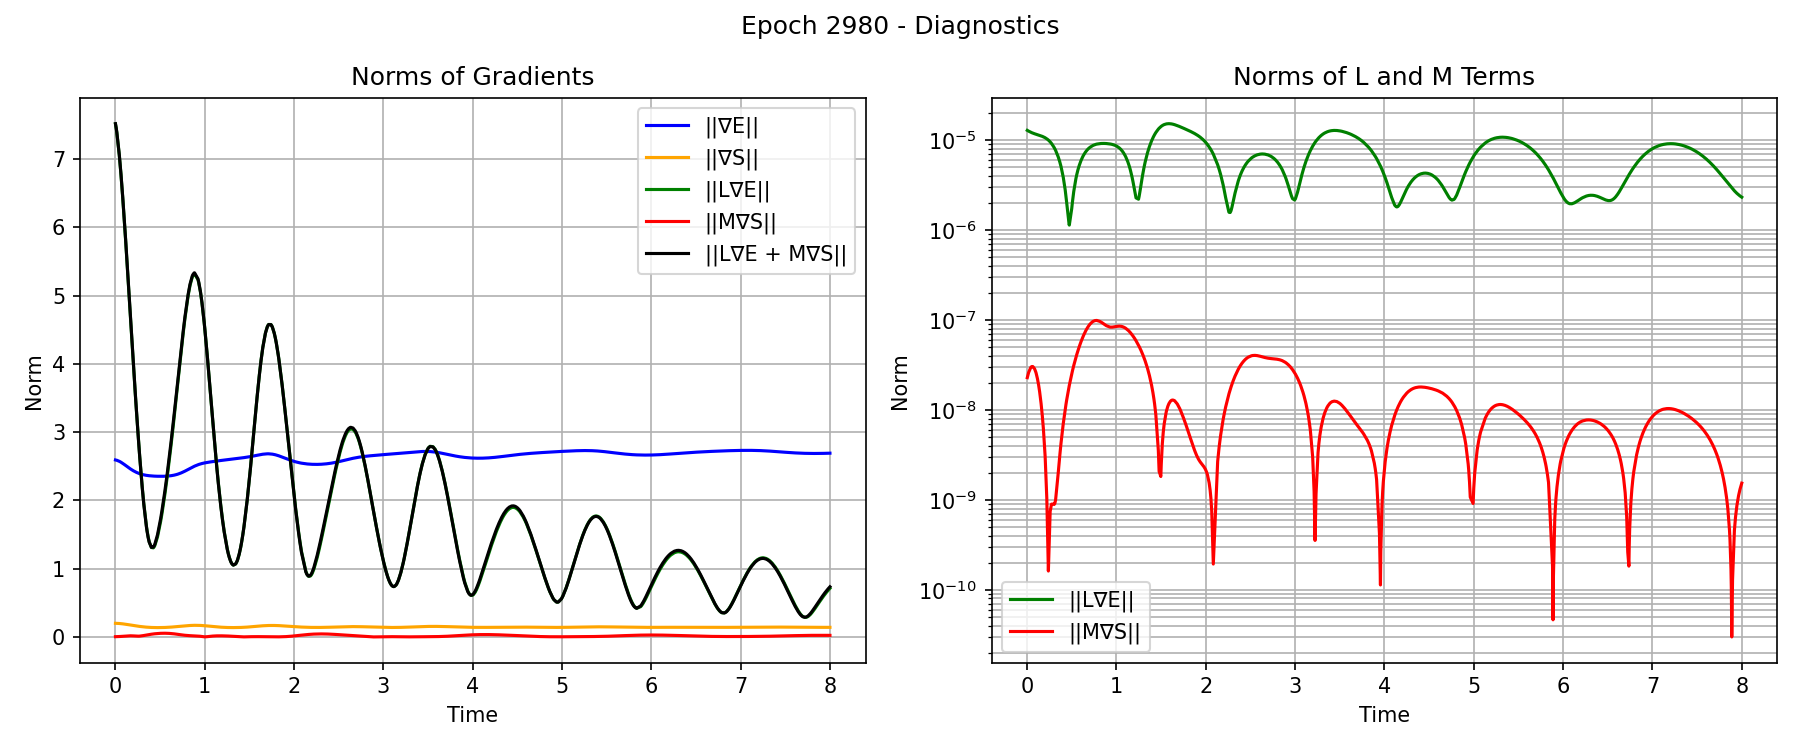 Epoch 2980 - Diagnostics
Norms of Gradients
Norm
7
6
5
4
3
2
1
0
||∇E||
||∇S||
||L∇E||
||M∇S||
||L∇E + M∇S||
0 1 2 3 4 5 6 7 8
Time
Norms of L and M Terms
Norm
10⁻⁵
10⁻⁶
10⁻⁷
10⁻⁸
10⁻⁹
10⁻¹⁰
||L∇E||
||M∇S||
0 1 2 3 4 5 6 7 8
Time